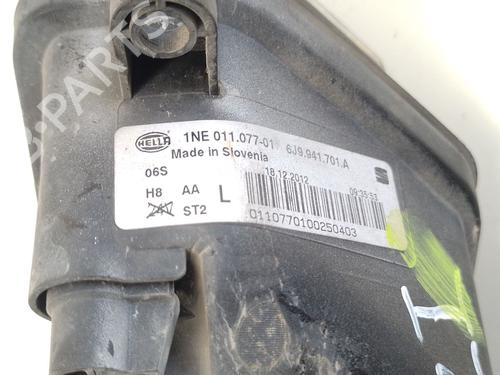 HELLA 1NE 011.077-01 6J9.941.701.A
Made in Slovenia
06S 18.12.2012 09:35:53
H8 AA L
ST2 0110770100250403